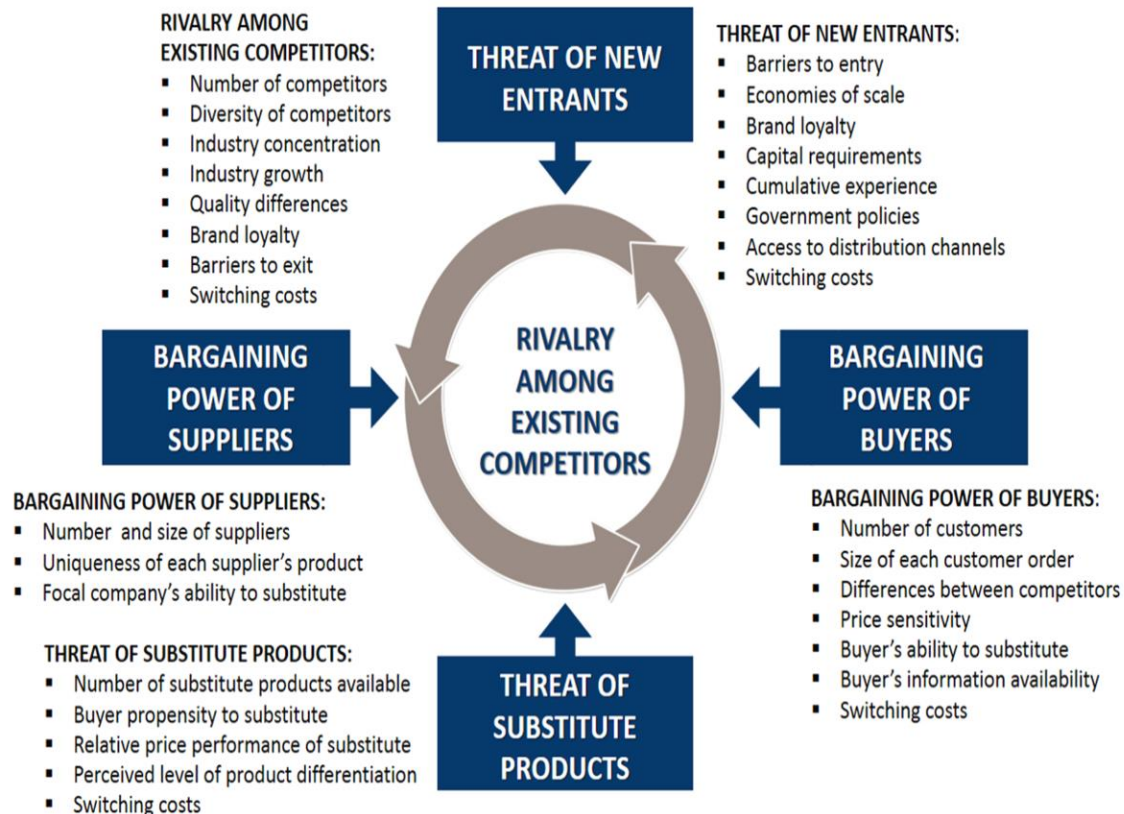 RIVALRY AMONG
EXISTING COMPETITORS:
▪ Number of competitors
▪ Diversity of competitors
▪ Industry concentration
▪ Industry growth
▪ Quality differences
▪ Brand loyalty
▪ Barriers to exit
▪ Switching costs
THREAT OF NEW
ENTRANTS
THREAT OF NEW ENTRANTS:
▪ Barriers to entry
▪ Economies of scale
▪ Brand loyalty
▪ Capital requirements
▪ Cumulative experience
▪ Government policies
▪ Access to distribution channels
▪ Switching costs
BARGAINING
POWER OF
SUPPLIERS
RIVALRY
AMONG
EXISTING
COMPETITORS
BARGAINING
POWER OF
BUYERS
BARGAINING POWER OF SUPPLIERS:
▪ Number and size of suppliers
▪ Uniqueness of each supplier’s product
▪ Focal company’s ability to substitute
BARGAINING POWER OF BUYERS:
▪ Number of customers
▪ Size of each customer order
▪ Differences between competitors
▪ Price sensitivity
▪ Buyer’s ability to substitute
▪ Buyer’s information availability
▪ Switching costs
THREAT OF SUBSTITUTE PRODUCTS:
▪ Number of substitute products available
▪ Buyer propensity to substitute
▪ Relative price performance of substitute
▪ Perceived level of product differentiation
▪ Switching costs
THREAT OF
SUBSTITUTE
PRODUCTS